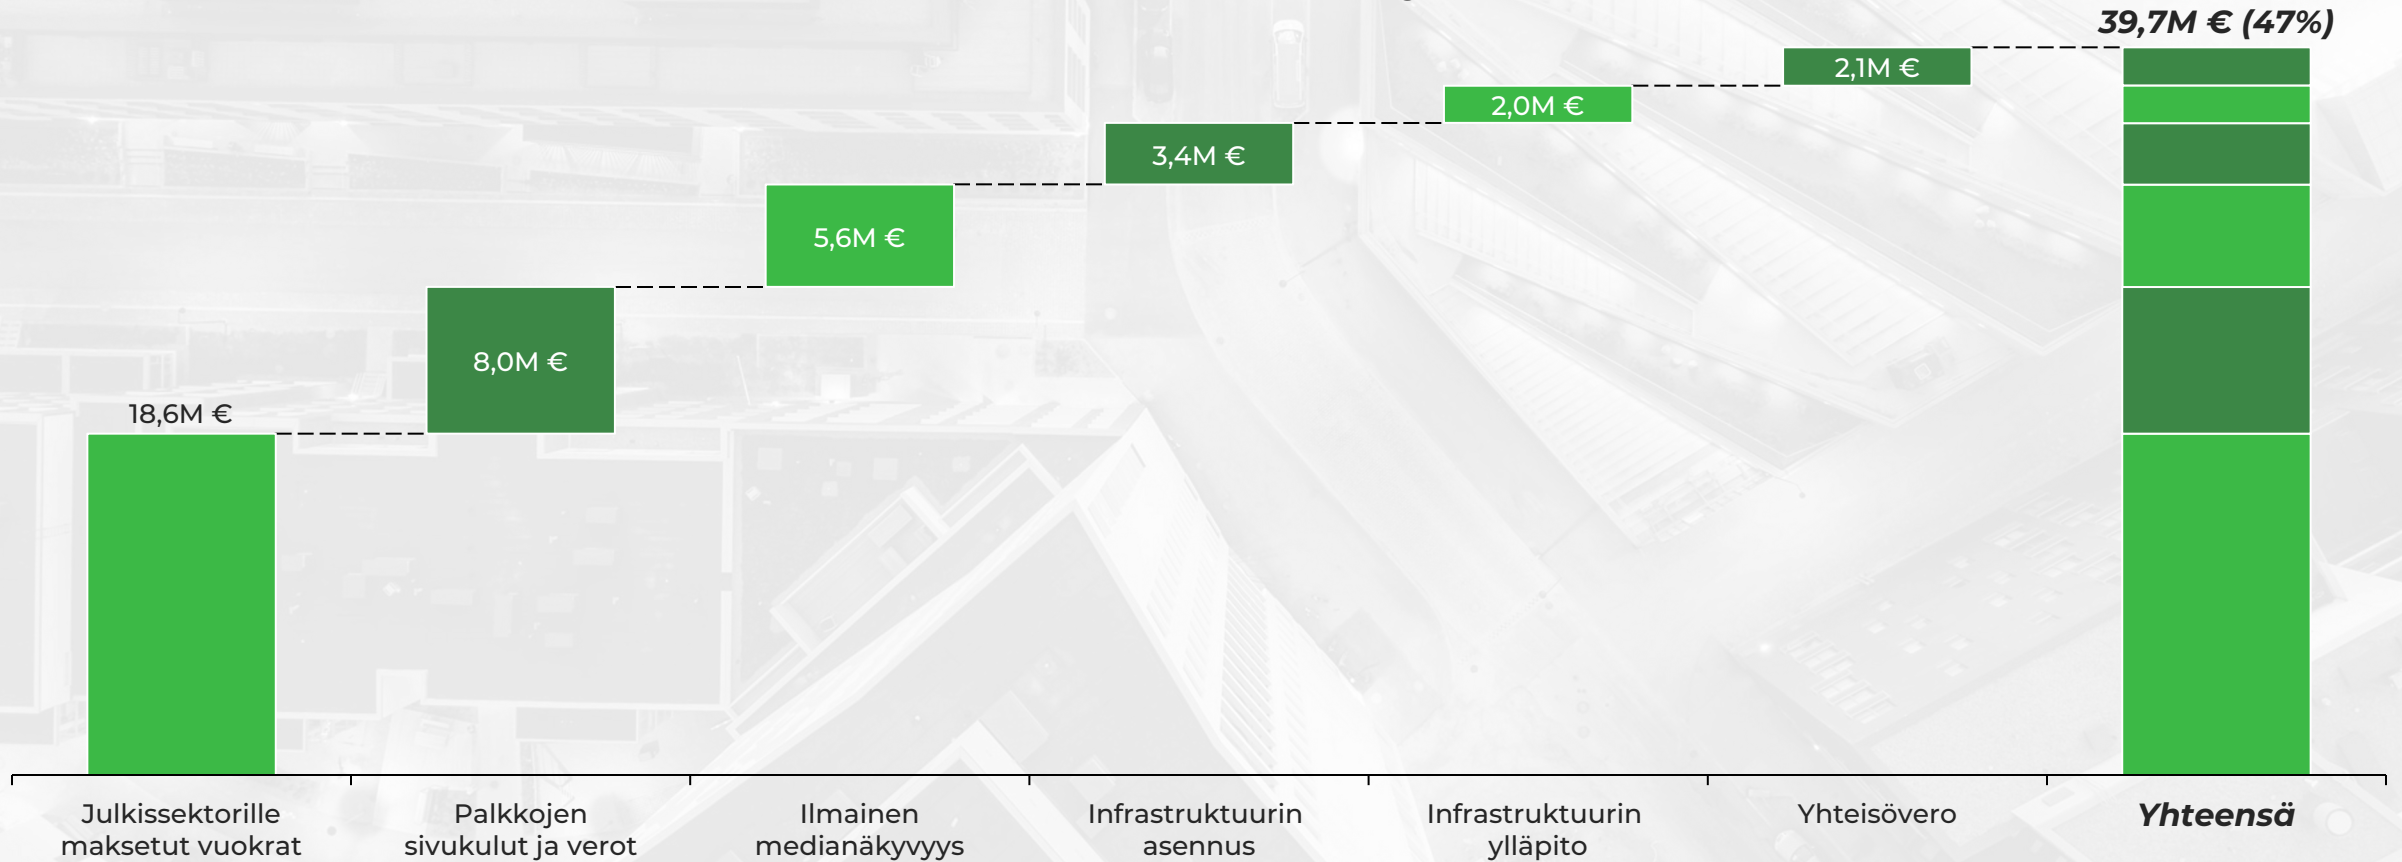 39,7M € (47%)
2,1M €
2,0M €
3,4M €
5,6M €
8,0M €
18,6M €
Julkissektorille
maksetut vuokrat
Palkkojen
sivukulut ja verot
Ilmainen
medianäkyvyys
Infrastruktuurin
asennus
Infrastruktuurin
ylläpito
Yhteisövero
Yhteensä